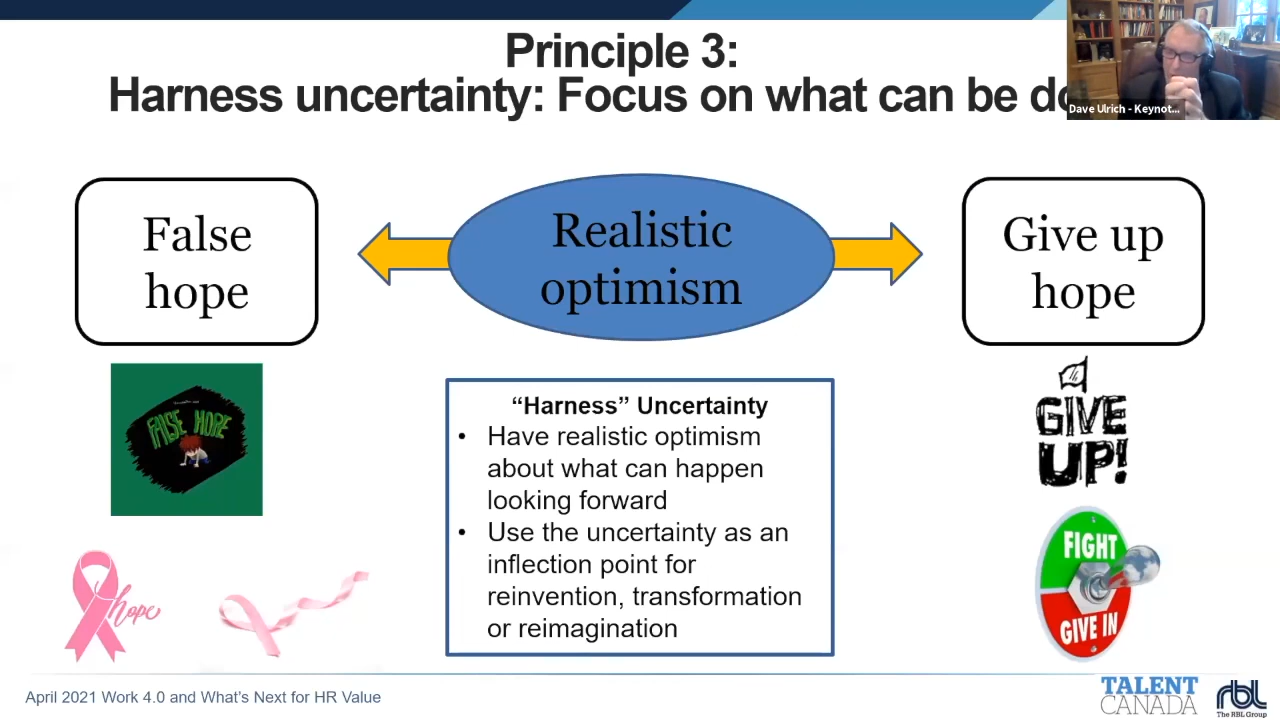 Principle 3:
Harness uncertainty: Focus on what can be
Dave Ulrich - Keynot...
False
hope
Realistic
optimism
Give up
hope
FALSE HOPE
hope
“Harness” Uncertainty
• Have realistic optimism
about what can happen
looking forward
• Use the uncertainty as an
inflection point for
reinvention, transformation
or reimagination
GIVE
UP!
FIGHT
GIVE IN
April 2021 Work 4.0 and What’s Next for HR Value
TALENT
CANADA
rbl
The RBL Group